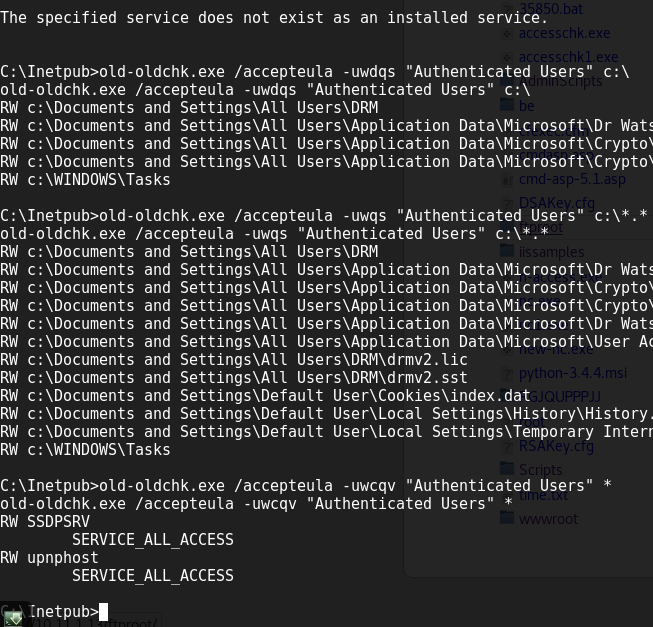 The specified service does not exist as an installed service.
C:\Inetpub>old-oldchk.exe /accepteula -uwdqs "Authenticated Users" c:\
old-oldchk.exe /accepteula -uwdqs "Authenticated Users" c:\
RW c:\Documents and Settings\All Users\DRM
RW c:\Documents and Settings\All Users\Application Data\Microsoft\Dr Wats
RW c:\Documents and Settings\All Users\Application Data\Microsoft\Crypto\
RW c:\Documents and Settings\All Users\Application Data\Microsoft\Crypto\
RW c:\WINDOWS\Tasks
C:\Inetpub>old-oldchk.exe /accepteula -uwqs "Authenticated Users" c:\*.*
old-oldchk.exe /accepteula -uwqs "Authenticated Users" c:\*.*
RW c:\Documents and Settings\All Users\DRM
RW c:\Documents and Settings\All Users\Application Data\Microsoft\Dr Wats
RW c:\Documents and Settings\All Users\Application Data\Microsoft\Crypto\
RW c:\Documents and Settings\All Users\Application Data\Microsoft\Crypto\
RW c:\Documents and Settings\All Users\Application Data\Microsoft\Dr Wats
RW c:\Documents and Settings\All Users\Application Data\Microsoft\User Ac
RW c:\Documents and Settings\All Users\DRM\drmv2.lic
RW c:\Documents and Settings\All Users\DRM\drmv2.sst
RW c:\Documents and Settings\Default User\Cookies\index.dat
RW c:\Documents and Settings\Default User\Local Settings\History\History.
RW c:\Documents and Settings\Default User\Local Settings\Temporary Intern
RW c:\WINDOWS\Tasks
C:\Inetpub>old-oldchk.exe /accepteula -uwcqv "Authenticated Users" *
old-oldchk.exe /accepteula -uwcqv "Authenticated Users" *
RW SSDPSRV
SERVICE_ALL_ACCESS
RW upnphost
SERVICE_ALL_ACCESS
C:\Inetpub>
35850.bat
accesschk.exe
accesschk1.exe
AdminScripts
be
cmd-asp-5.1.asp
DSAKey.cfg
ftproot
iissamples
new-nc.exe
python-3.4.4.msi
root
RSAKey.cfg
Scripts
time.txt
wwwroot